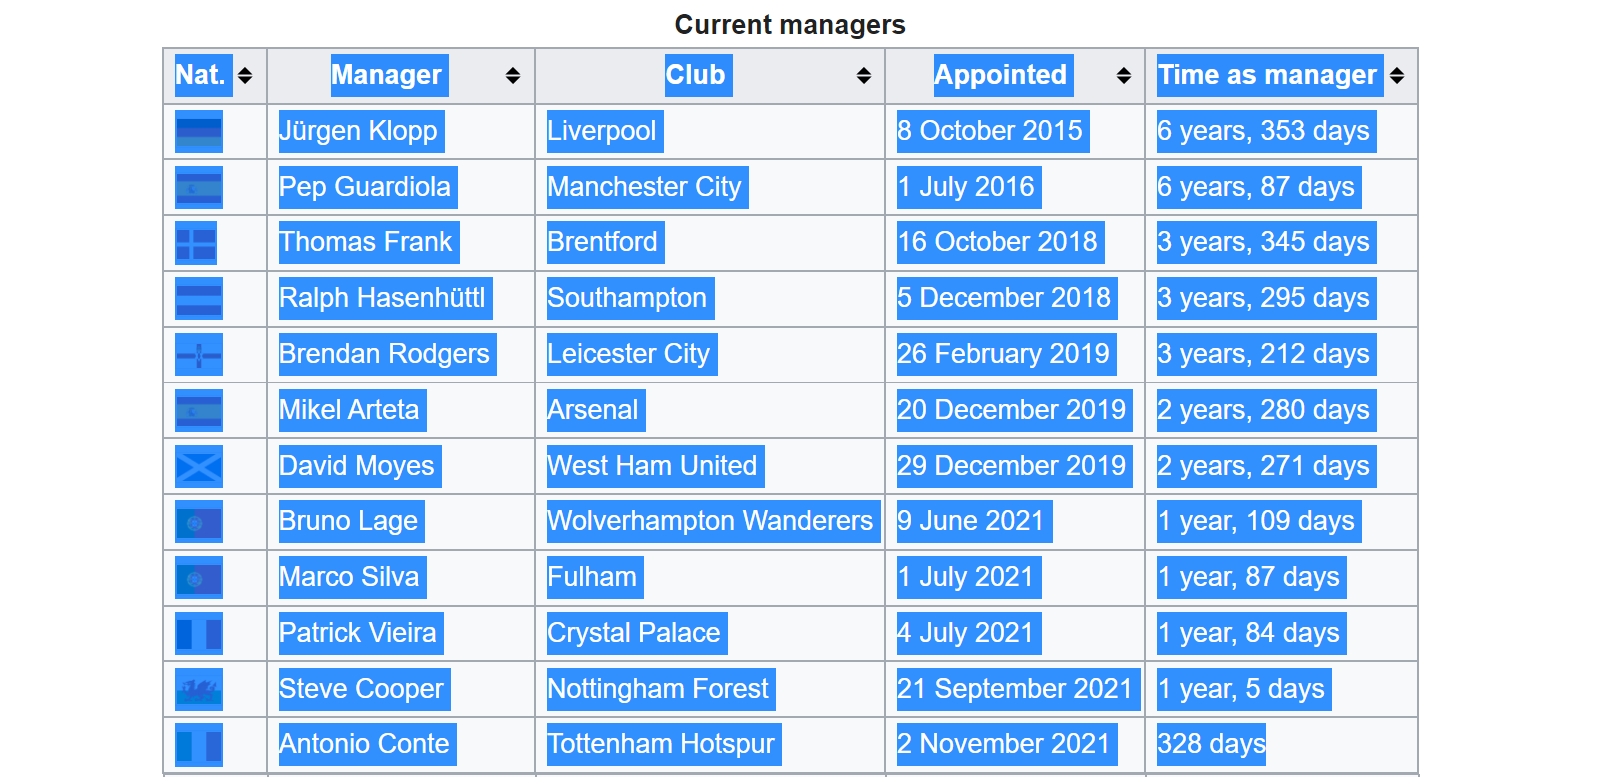 Current managers
Nat. Manager Club Appointed Time as manager
Jürgen Klopp Liverpool 8 October 2015 6 years, 353 days
Pep Guardiola Manchester City 1 July 2016 6 years, 87 days
Thomas Frank Brentford 16 October 2018 3 years, 345 days
Ralph Hasenhüttl Southampton 5 December 2018 3 years, 295 days
Brendan Rodgers Leicester City 26 February 2019 3 years, 212 days
Mikel Arteta Arsenal 20 December 2019 2 years, 280 days
David Moyes West Ham United 29 December 2019 2 years, 271 days
Bruno Lage Wolverhampton Wanderers 9 June 2021 1 year, 109 days
Marco Silva Fulham 1 July 2021 1 year, 87 days
Patrick Vieira Crystal Palace 4 July 2021 1 year, 84 days
Steve Cooper Nottingham Forest 21 September 2021 1 year, 5 days
Antonio Conte Tottenham Hotspur 2 November 2021 328 days